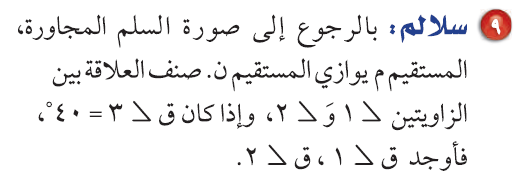 ٩ سلالم: بالرجوع إلى صورة السلم المجاورة،
المستقيم م يوازي المستقيم ن. صنف العلاقة بين
الزاويتين ∠ ١ وَ ∠ ٢، وإذا كان ق ∠ ٣ = ٤٠°،
فأوجد ق ∠ ١ ، ق ∠ ٢.